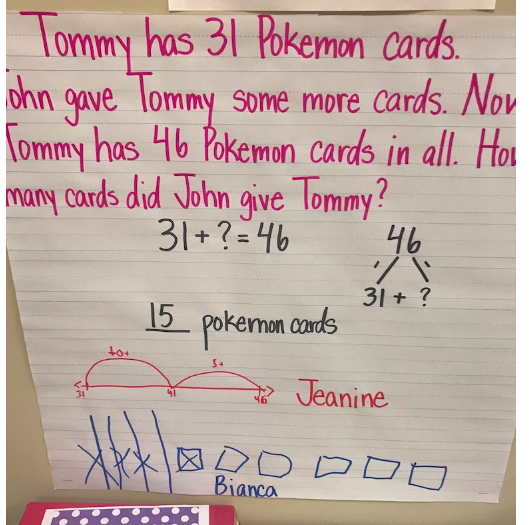 Tommy has 31 Pokemon cards.
ohn gave Tommy some more cards. Now
Tommy has 46 Pokemon cards in all. How
many cards did John give Tommy?
31 + ? = 46
46
31 + ?
15 pokemon cards
10+ 5+
31 41 46
Jeanine
Bianca